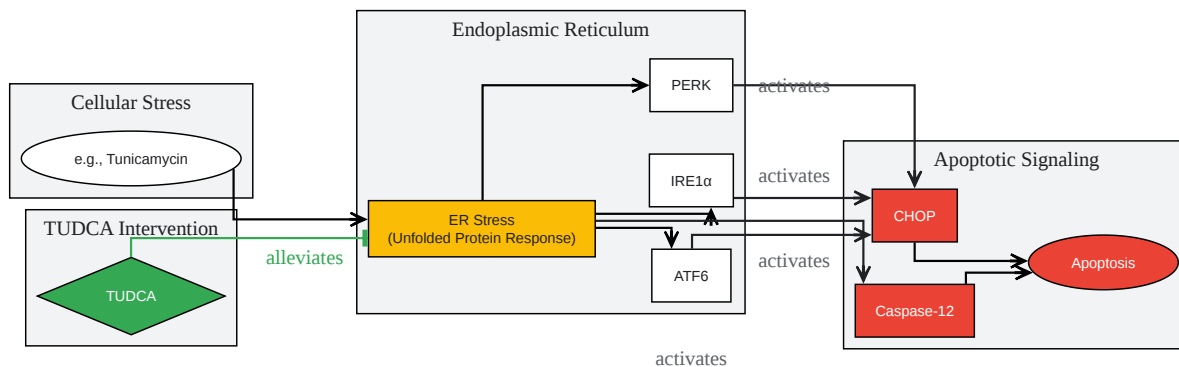 Endoplasmic Reticulum
PERK
activates
Cellular Stress
e.g., Tunicamycin
Apoptotic Signaling
IRE1α
activates
CHOP
TUDCA Intervention
ER Stress
(Unfolded Protein Response)
alleviates
activates
Apoptosis
ATF6
TUDCA
Caspase-12
activates